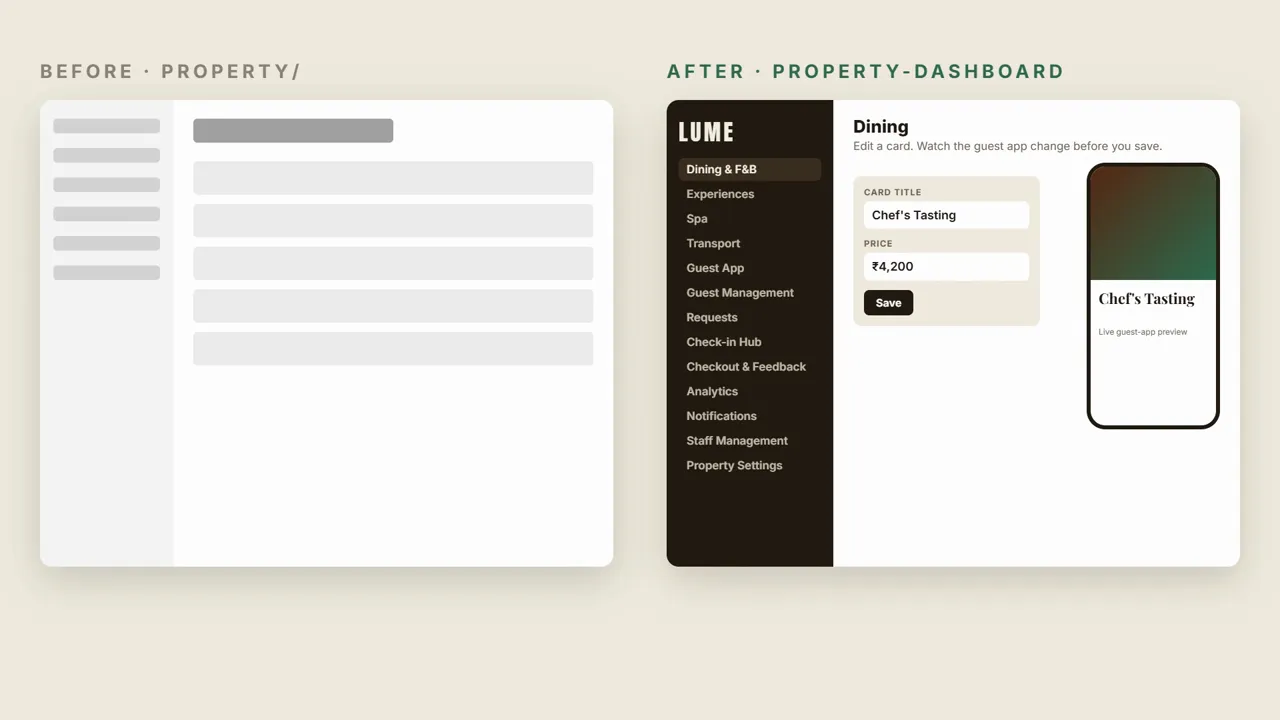 BEFORE · PROPERTY/
AFTER · PROPERTY-DASHBOARD
LUME
Dining & F&B
Experiences
Spa
Transport
Guest App
Guest Management
Requests
Check-in Hub
Checkout & Feedback
Analytics
Notifications
Staff Management
Property Settings
Dining
Edit a card. Watch the guest app change before you save.
CARD TITLE
Chef's Tasting
PRICE
₹4,200
Save
Chef's Tasting
Live guest-app preview